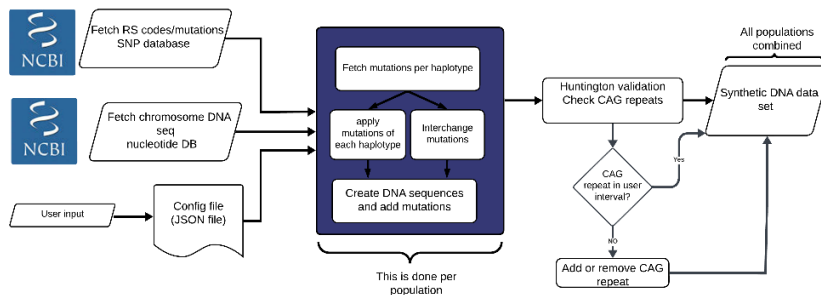 NCBI
Fetch RS codes/mutations
SNP database
NCBI
Fetch chromosome DNA
seq
nucleotide DB
User input
Config file
(JSON file)
Fetch mutations per haplotype
apply
mutations of
each haplotype
Interchange
mutations
Create DNA sequences
and add mutations
This is done per
population
Huntington validation
Check CAG repeats
CAG
repeat in user
interval?
Yes
NO
Add or remove CAG
repeat
All populations
combined
Synthetic DNA data
set